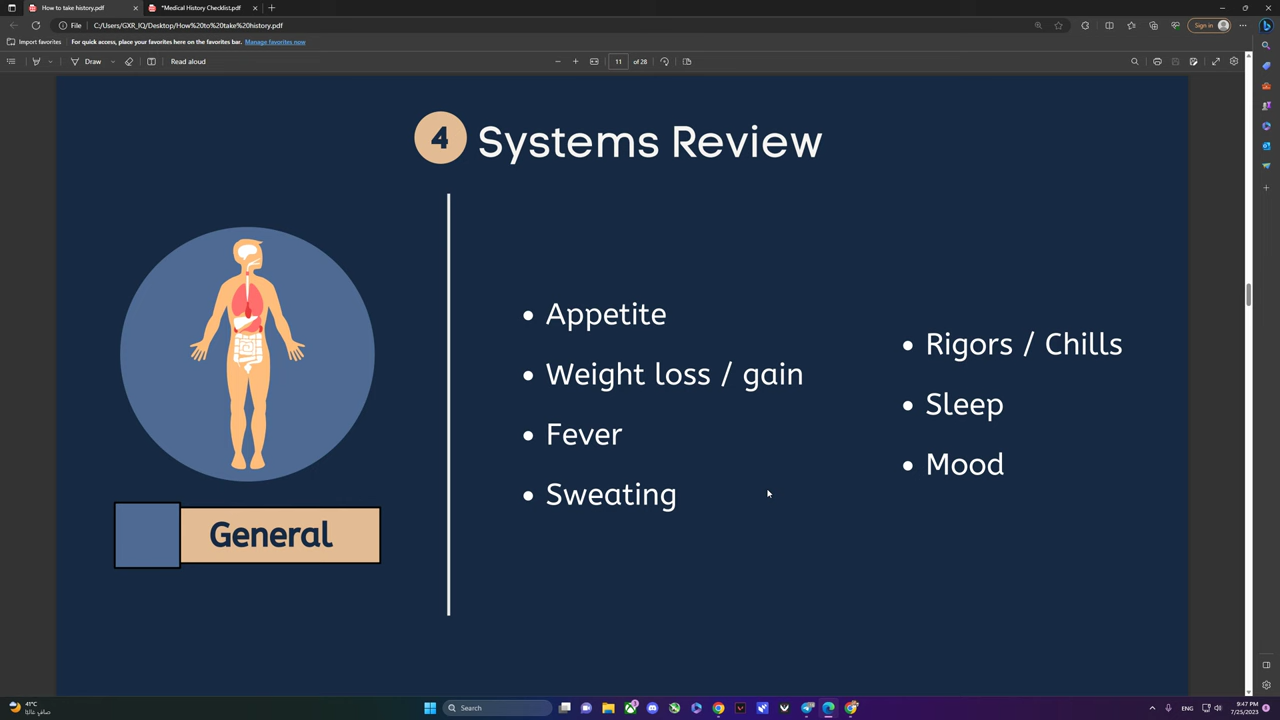 How to take history.pdf
*Medical History Checklist.pdf
File
C:/Users/GXR_IQ/Desktop/How%20to%20take%20history.pdf
Sign in
Import favorites
For quick access, place your favorites here on the favorites bar.
Manage favorites now
Draw
Read aloud
11
of 28
4
Systems Review
Appetite
Weight loss / gain
Fever
Sweating
Rigors / Chills
Sleep
Mood
General
41°C
صافٍ غالبًا
Search
ENG
9:47 PM
7/25/2023